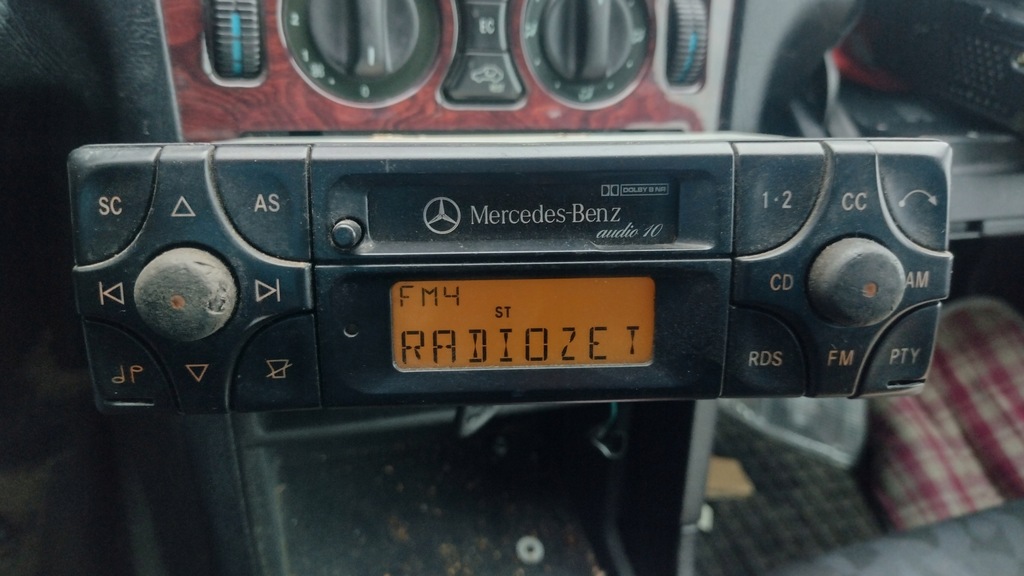 EC
SC
AS
DOLBY B NR
Mercedes-Benz
audio 10
1·2
CC
CD
AM
FM4
ST
RADIOZET
RDS
FM
PTY